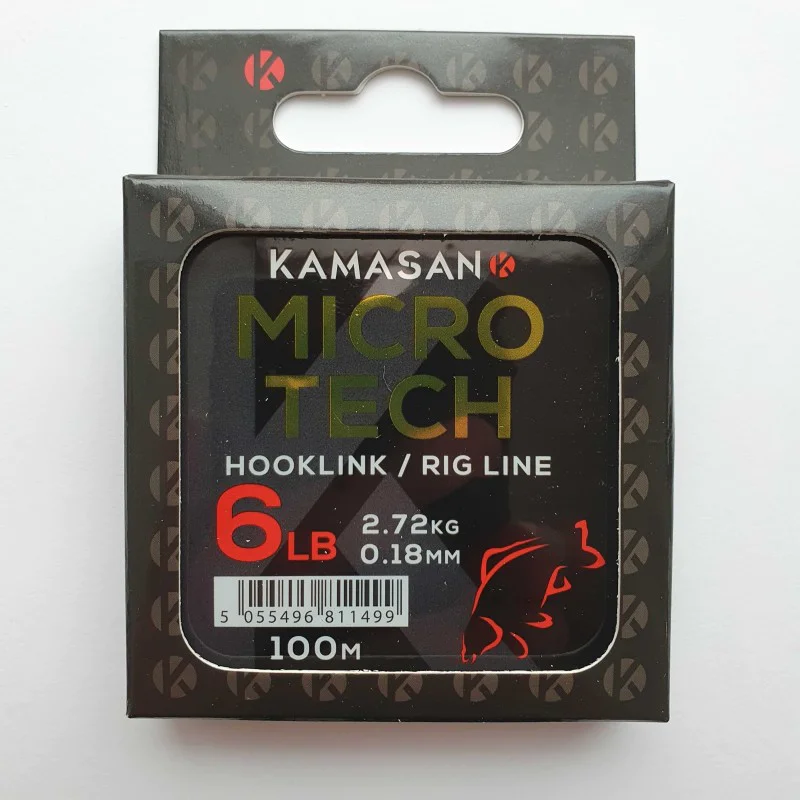 KAMASAN
MICRO
TECH
HOOKLINK / RIG LINE
6LB
2.72KG
0.18MM
5 055496 811499
100M